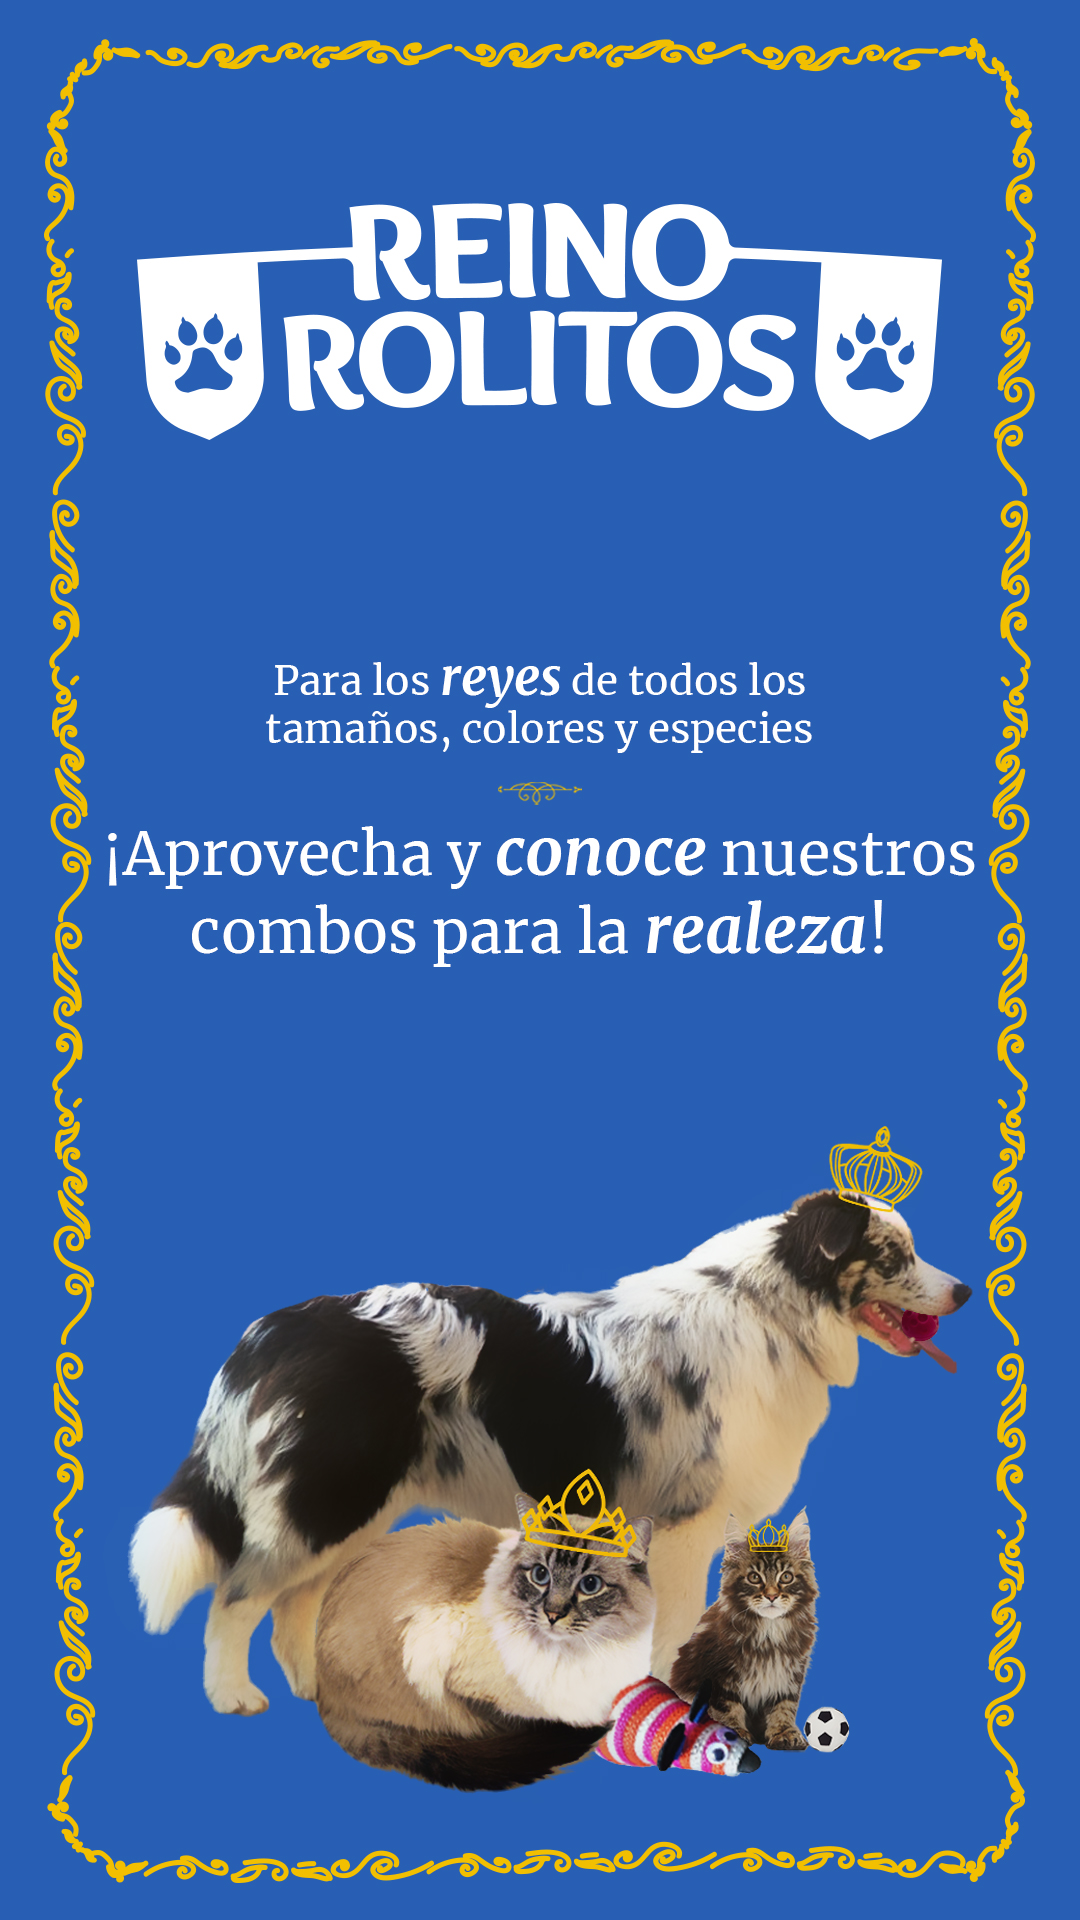 REINO
ROLITOS
Para los reyes de todos los
tamaños, colores y especies
¡Aprovecha y conoce nuestros
combos para la realeza!